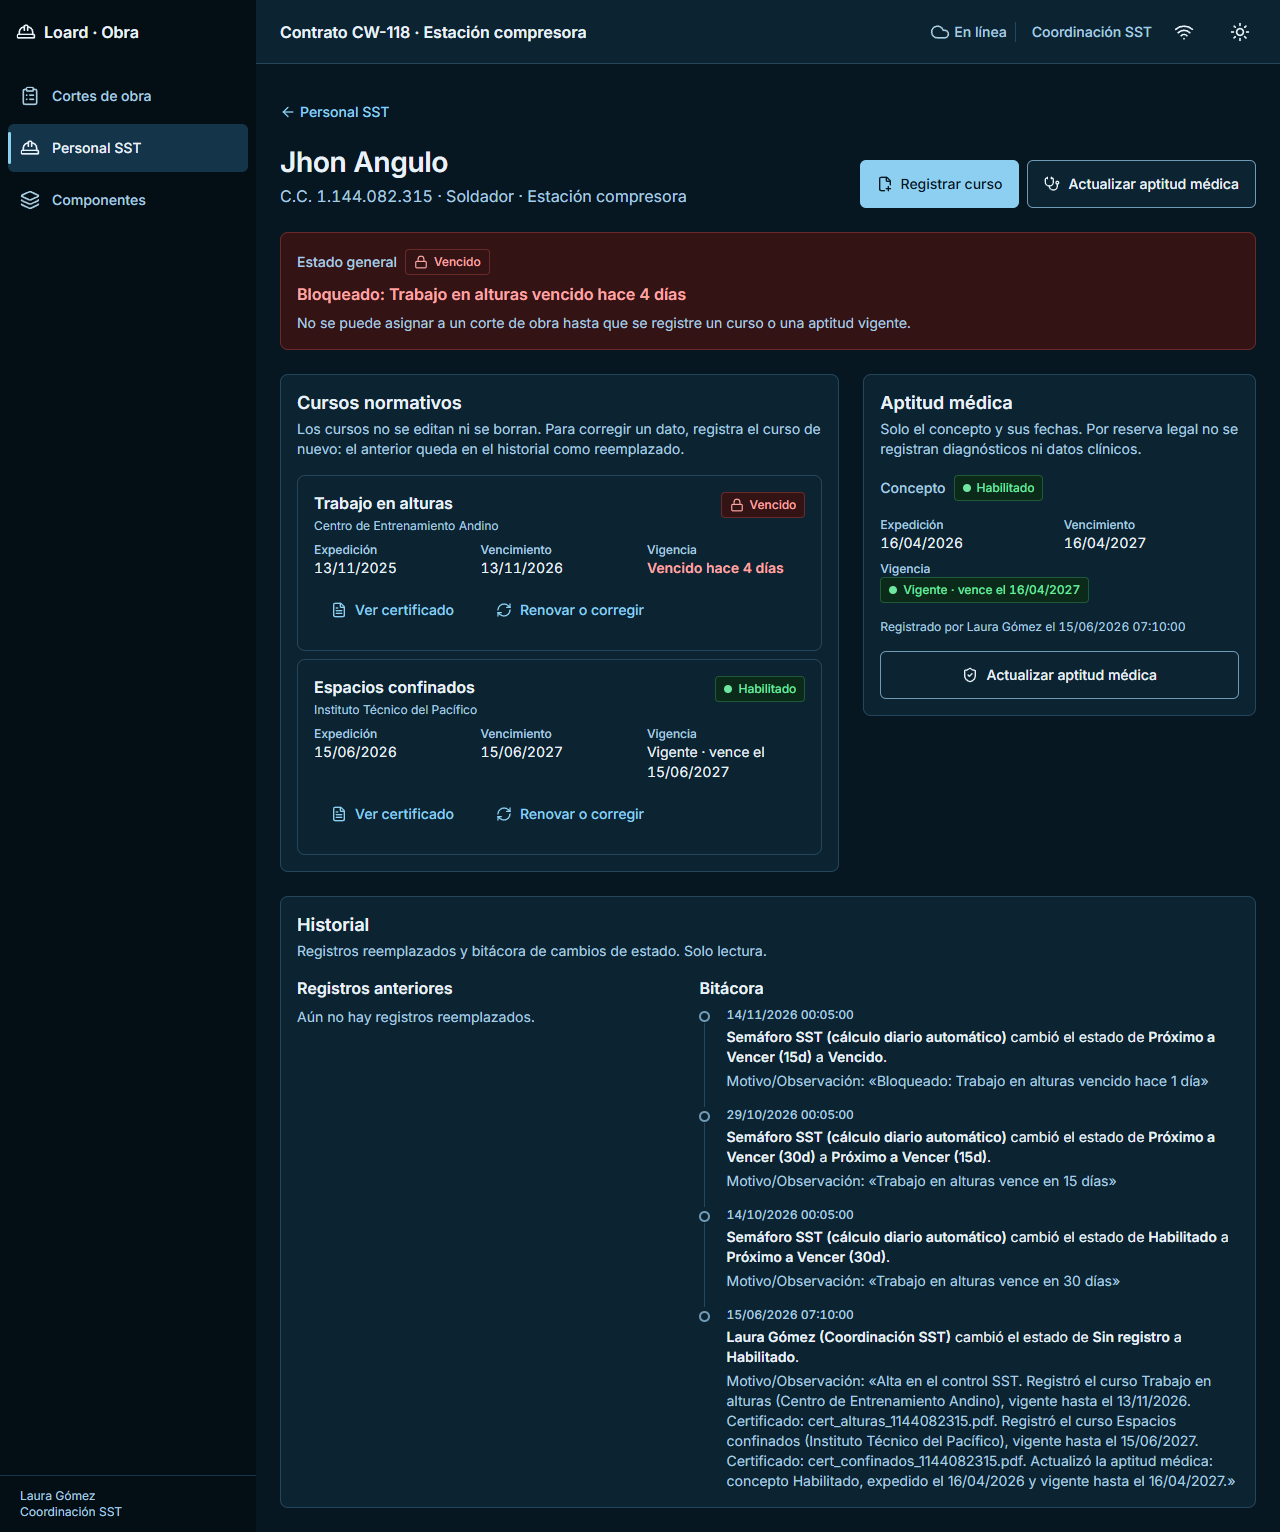 Loard · Obra
Contrato CW-118 · Estación compresora
En línea
Coordinación SST
Cortes de obra
Personal SST
Componentes
Personal SST
Jhon Angulo
C.C. 1.144.082.315 · Soldador · Estación compresora
Registrar curso
Actualizar aptitud médica
Estado general
Vencido
Bloqueado: Trabajo en alturas vencido hace 4 días
No se puede asignar a un corte de obra hasta que se registre un curso o una aptitud vigente.
Cursos normativos
Los cursos no se editan ni se borran. Para corregir un dato, registra el curso de
nuevo: el anterior queda en el historial como reemplazado.
Trabajo en alturas
Vencido
Centro de Entrenamiento Andino
Expedición
Vencimiento
Vigencia
13/11/2025
13/11/2026
Vencido hace 4 días
Ver certificado
Renovar o corregir
Espacios confinados
Habilitado
Instituto Técnico del Pacífico
Expedición
Vencimiento
Vigencia
15/06/2026
15/06/2027
Vigente · vence el
15/06/2027
Ver certificado
Renovar o corregir
Aptitud médica
Solo el concepto y sus fechas. Por reserva legal no se
registran diagnósticos ni datos clínicos.
Concepto
Habilitado
Expedición
Vencimiento
16/04/2026
16/04/2027
Vigencia
Vigente · vence el 16/04/2027
Registrado por Laura Gómez el 15/06/2026 07:10:00
Actualizar aptitud médica
Historial
Registros reemplazados y bitácora de cambios de estado. Solo lectura.
Registros anteriores
Aún no hay registros reemplazados.
Bitácora
14/11/2026 00:05:00
Semáforo SST (cálculo diario automático) cambió el estado de Próximo a
Vencer (15d) a Vencido.
Motivo/Observación: «Bloqueado: Trabajo en alturas vencido hace 1 día»
29/10/2026 00:05:00
Semáforo SST (cálculo diario automático) cambió el estado de Próximo a
Vencer (30d) a Próximo a Vencer (15d).
Motivo/Observación: «Trabajo en alturas vence en 15 días»
14/10/2026 00:05:00
Semáforo SST (cálculo diario automático) cambió el estado de Habilitado a
Próximo a Vencer (30d).
Motivo/Observación: «Trabajo en alturas vence en 30 días»
15/06/2026 07:10:00
Laura Gómez (Coordinación SST) cambió el estado de Sin registro a
Habilitado.
Motivo/Observación: «Alta en el control SST. Registró el curso Trabajo en
alturas (Centro de Entrenamiento Andino), vigente hasta el 13/11/2026.
Certificado: cert_alturas_1144082315.pdf. Registró el curso Espacios
confinados (Instituto Técnico del Pacífico), vigente hasta el 15/06/2027.
Certificado: cert_confinados_1144082315.pdf. Actualizó la aptitud médica:
concepto Habilitado, expedido el 16/04/2026 y vigente hasta el 16/04/2027.»
Laura Gómez
Coordinación SST